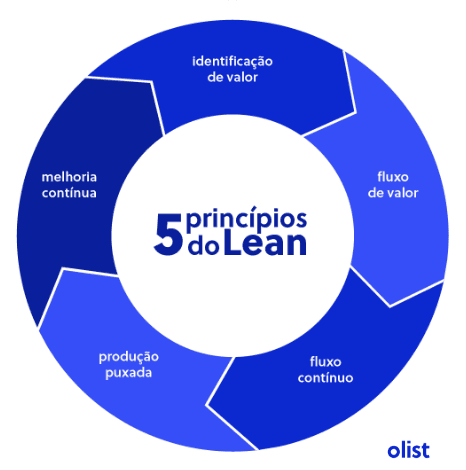 identificação
de valor
fluxo
de valor
fluxo
contínuo
produção
puxada
melhoria
contínua
5 princípios
do Lean
olist